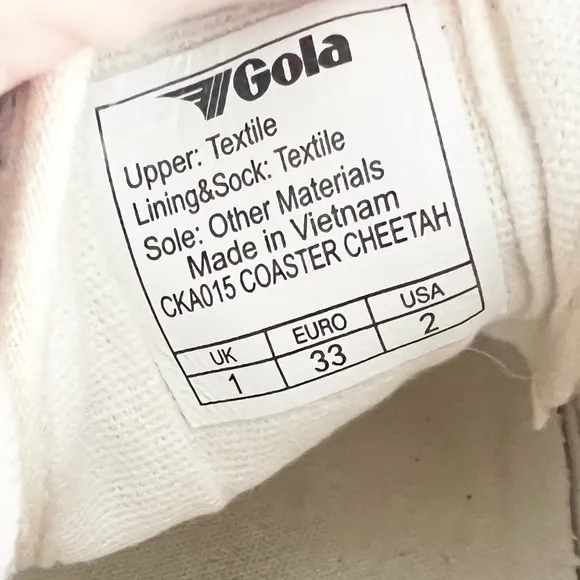 Gola
Upper: Textile
Lining&Sock: Textile
Sole: Other Materials
Made in Vietnam
CKA015 COASTER CHEETAH
UK EURO USA
1 33 2